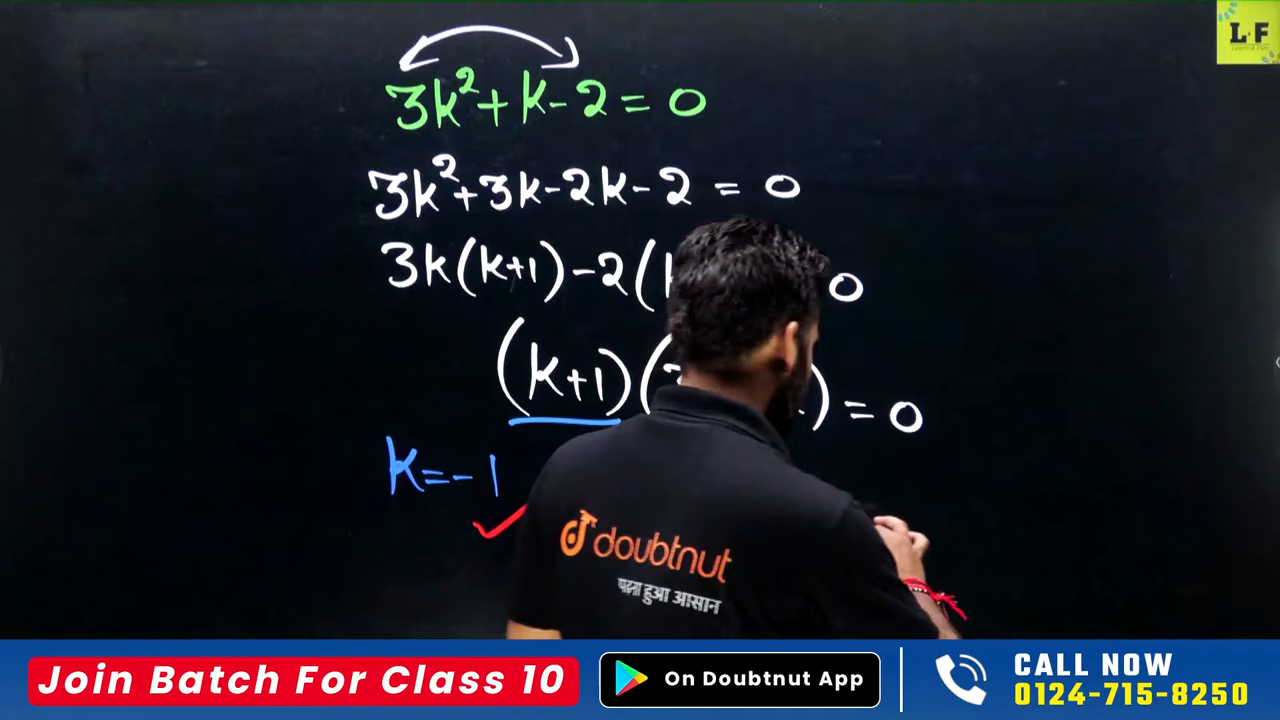 L.F
3k²+k-2=0
3k²+3k-2k-2=0
3k(k+1)-2( 0
(k+1)( )=0
k=-1
doubtnut
पढ़ना हुआ आसान
Join Batch For Class 10
On Doubtnut App
CALL NOW
0124-715-8250